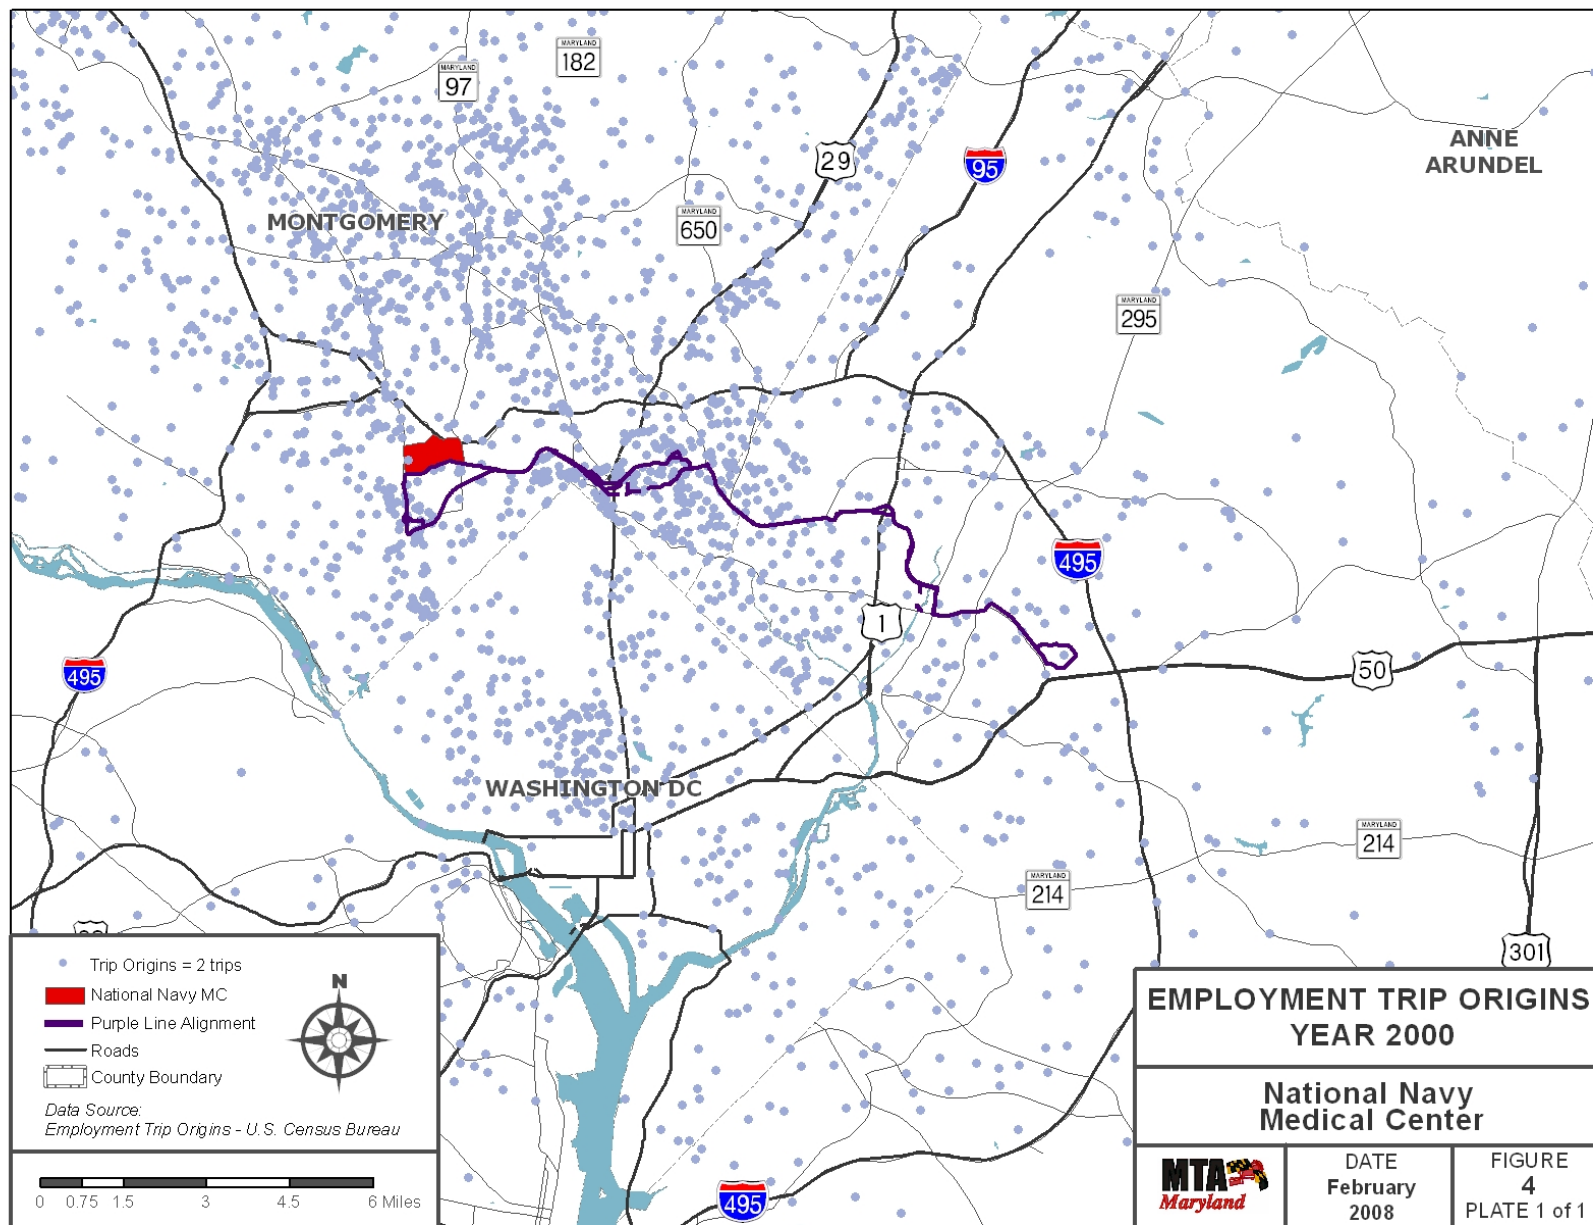 MARYLAND
182
MARYLAND
97
29
95
ANNE
ARUNDEL
MONTGOMERY
MARYLAND
650
MARYLAND
295
495
1
495
50
WASHINGTON DC
MARYLAND
214
MARYLAND
214
301
495
Trip Origins = 2 trips
National Navy MC
Purple Line Alignment
Roads
County Boundary
N
Data Source:
Employment Trip Origins - U.S. Census Bureau
0 0.75 1.5 3 4.5 6 Miles
EMPLOYMENT TRIP ORIGINS
YEAR 2000
National Navy
Medical Center
MTA
Maryland
DATE
February
2008
FIGURE
4
PLATE 1 of 1